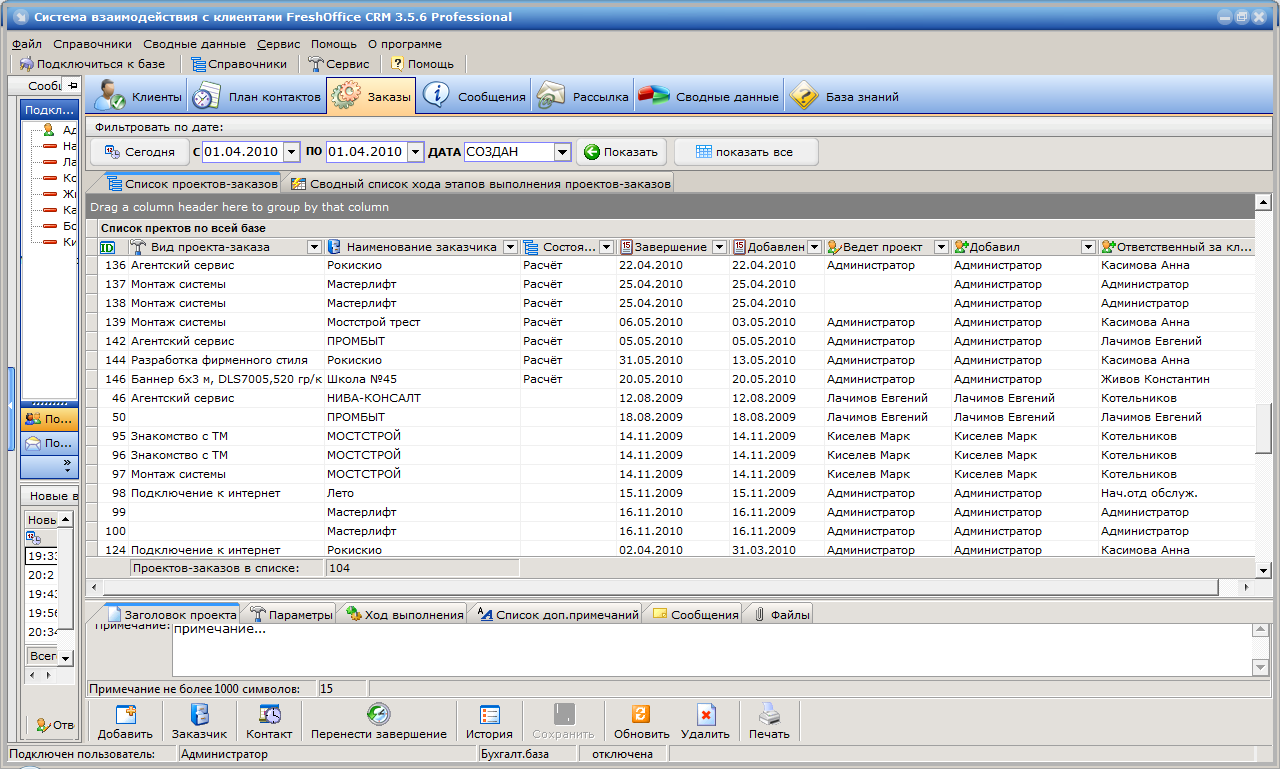 Система взаимодействия с клиентами FreshOffice CRM 3.5.6 Professional
Файл Справочники Сводные данные Сервис Помощь О программе
Подключиться к базе Справочники Сервис ? Помощь
Сооб
Клиенты План контактов Заказы Сообщения Рассылка Сводные данные База знаний
Подкл...
Ад
На
Ла
Ко
Жи
Ка
Бо
Ки
По...
По...
Новые в
Новь
19:33
20:2
19:43
19:56
20:34
Всег
Отв
Фильтровать по дате:
Сегодня С 01.04.2010 ПО 01.04.2010 ДАТА СОЗДАН Показать показать все
Список проектов-заказов Сводный список хода этапов выполнения проектов-заказов
Drag a column header here to group by that column
Список пректов по всей базе
ID Вид проекта-заказа Наименование заказчика Состоя... Завершение Добавлен Ведет проект Добавил Ответственный за кл...
136 Агентский сервис Рокискио Расчёт 22.04.2010 22.04.2010 Администратор Администратор Касимова Анна
137 Монтаж системы Мастерлифт Расчёт 25.04.2010 25.04.2010 Администратор Администратор
138 Монтаж системы Мастерлифт Расчёт 25.04.2010 25.04.2010 Администратор Администратор
139 Монтаж системы Мостстрой трест Расчёт 06.05.2010 03.05.2010 Администратор Администратор Касимова Анна
142 Агентский сервис ПРОМБЫТ Расчёт 05.05.2010 05.05.2010 Администратор Администратор Лачимов Евгений
144 Разработка фирменного стиля Рокискио Расчёт 31.05.2010 13.05.2010 Администратор Администратор Касимова Анна
146 Баннер 6х3 м, DLS7005,520 гр/к Школа №45 Расчёт 20.05.2010 20.05.2010 Администратор Администратор Живов Константин
46 Агентский сервис НИВА-КОНСАЛТ 12.08.2009 12.08.2009 Лачимов Евгений Лачимов Евгений Котельников
50 ПРОМБЫТ 18.08.2009 18.08.2009 Лачимов Евгений Лачимов Евгений Лачимов Евгений
95 Знакомство с ТМ МОСТСТРОЙ 14.11.2009 14.11.2009 Киселев Марк Киселев Марк Котельников
96 Знакомство с ТМ МОСТСТРОЙ 14.11.2009 14.11.2009 Киселев Марк Киселев Марк Котельников
97 Монтаж системы МОСТСТРОЙ 14.11.2009 14.11.2009 Киселев Марк Киселев Марк Котельников
98 Подключение к интернет Лето 15.11.2009 15.11.2009 Администратор Администратор Нач.отд обслуж.
99 Мастерлифт 16.11.2010 16.11.2009 Администратор Администратор Администратор
100 Мастерлифт 16.11.2010 16.11.2009 Администратор Администратор Администратор
124 Подключение к интернет Рокискио 02.04.2010 31.03.2010 Администратор Администратор Касимова Анна
Проектов-заказов в списке: 104
Заголовок проекта Параметры Ход выполнения Список доп.примечаний Сообщения Файлы
Примечание: примечание...
Примечание не более 1000 символов: 15
Добавить Заказчик Контакт Перенести завершение История Сохранить Обновить Удалить Печать
Подключен пользователь: Администратор Бухгалт.база отключена